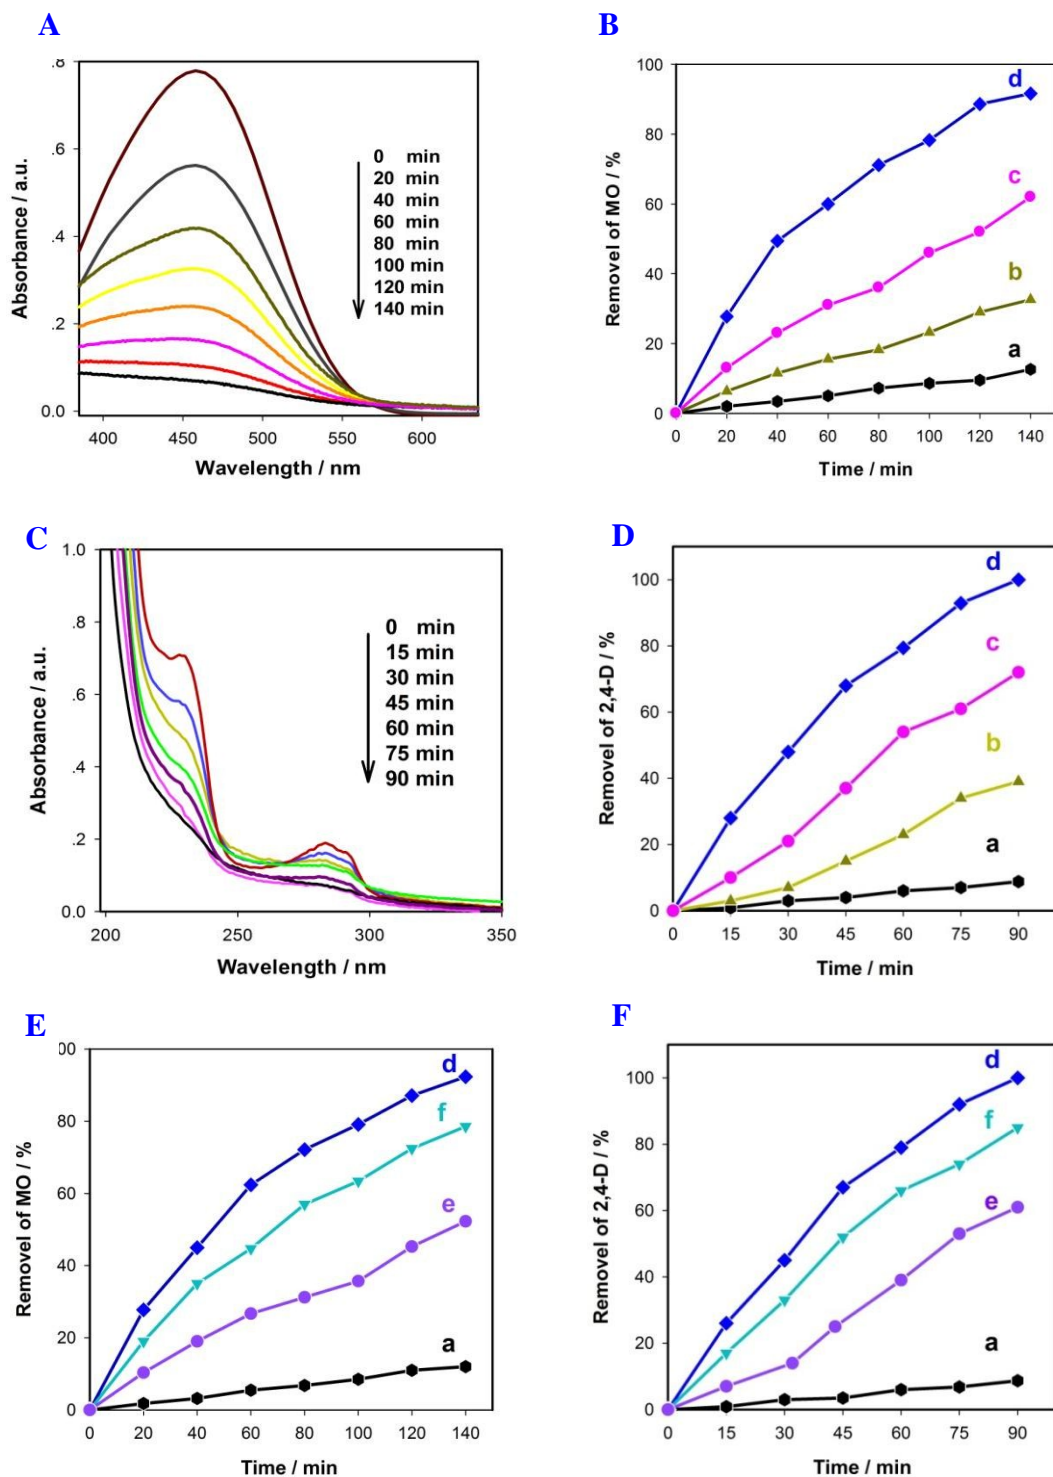 A
.8
.6
.4
.2
0.0
Absorbance / a.u.
0 min
20 min
40 min
60 min
80 min
100 min
120 min
140 min
400 450 500 550 600
Wavelength / nm
B
100
80
60
40
20
0
Removel of MO / %
d
c
b
a
0 20 40 60 80 100 120 140
Time / min
C
1.0
.8
.6
.4
.2
0.0
Absorbance / a.u.
0 min
15 min
30 min
45 min
60 min
75 min
90 min
200 250 300 350
Wavelength / nm
D
100
80
60
40
20
0
Removel of 2,4-D / %
d
c
b
a
0 15 30 45 60 75 90
Time / min
E
00
80
60
40
20
0
Removel of MO / %
d
f
e
a
0 20 40 60 80 100 120 140
Time / min
F
100
80
60
40
20
0
Removel of 2,4-D / %
d
f
e
a
0 15 30 45 60 75 90
Time / min